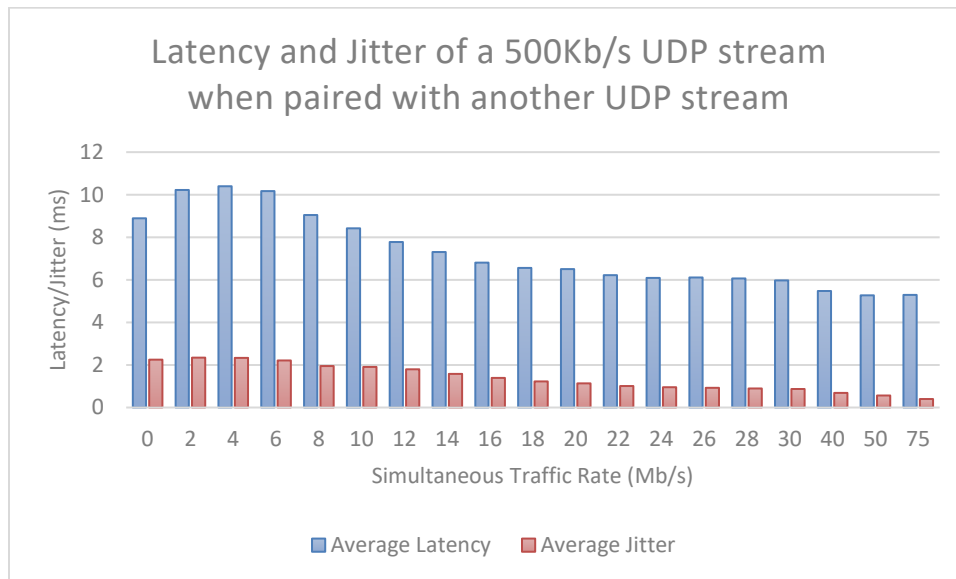 Latency and Jitter of a 500Kb/s UDP stream
when paired with another UDP stream
12
10
8
6
4
2
0
Latency/Jitter (ms)
0 2 4 6 8 10 12 14 16 18 20 22 24 26 28 30 40 50 75
Simultaneous Traffic Rate (Mb/s)
Average Latency Average Jitter